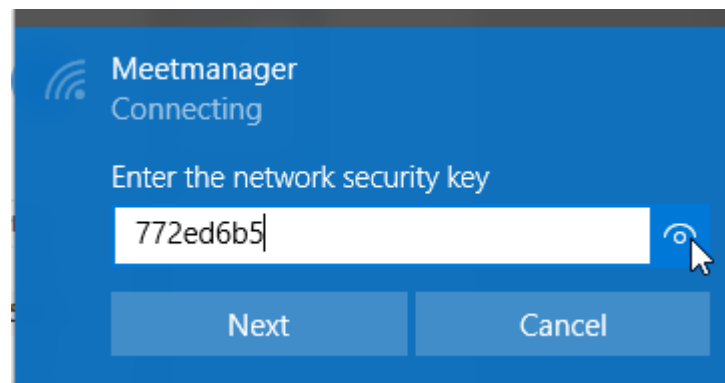 Meetmanager
Connecting
Enter the network security key
772ed6b5
Next
Cancel